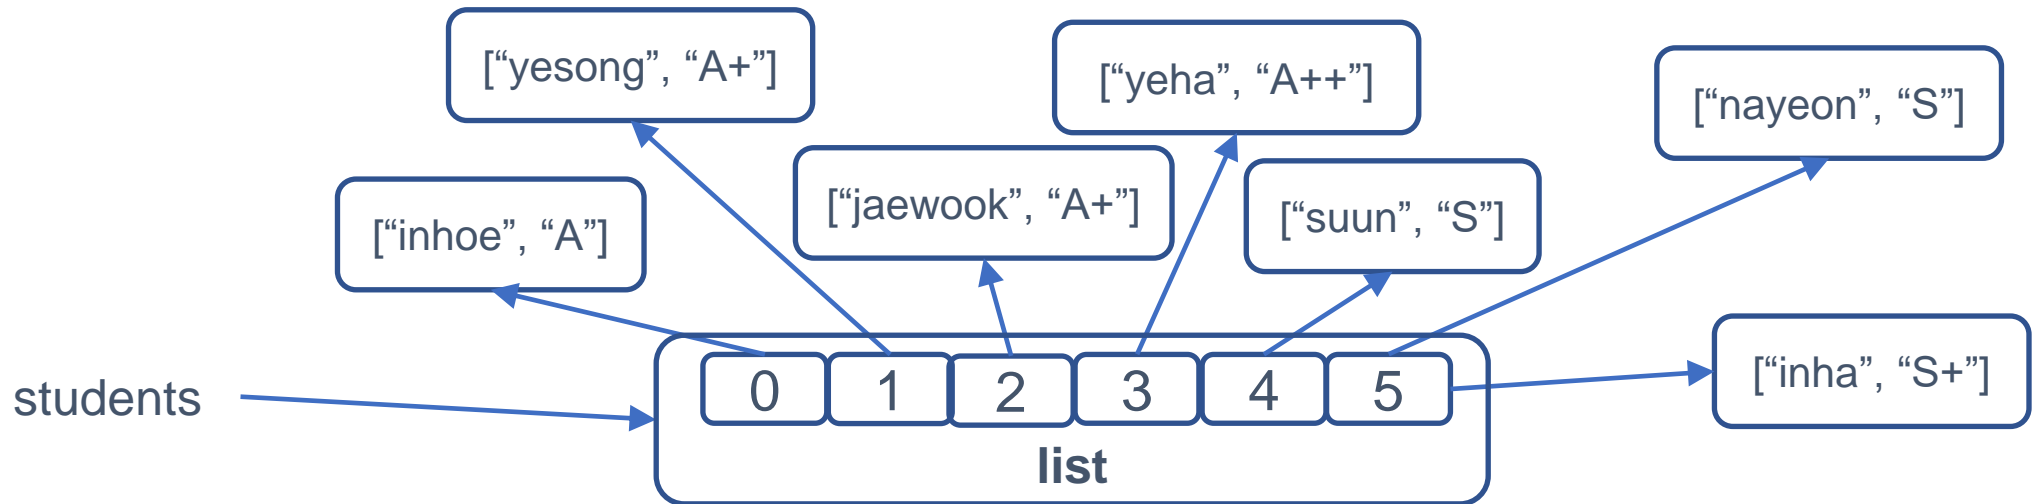 [“yesong”, “A+”]
[“yeha”, “A++”]
[“nayeon”, “S”]
[“jaewook”, “A+”]
[“suun”, “S”]
[“inhoe”, “A”]
[“inha”, “S+”]
students
0 1 2 3 4 5
list